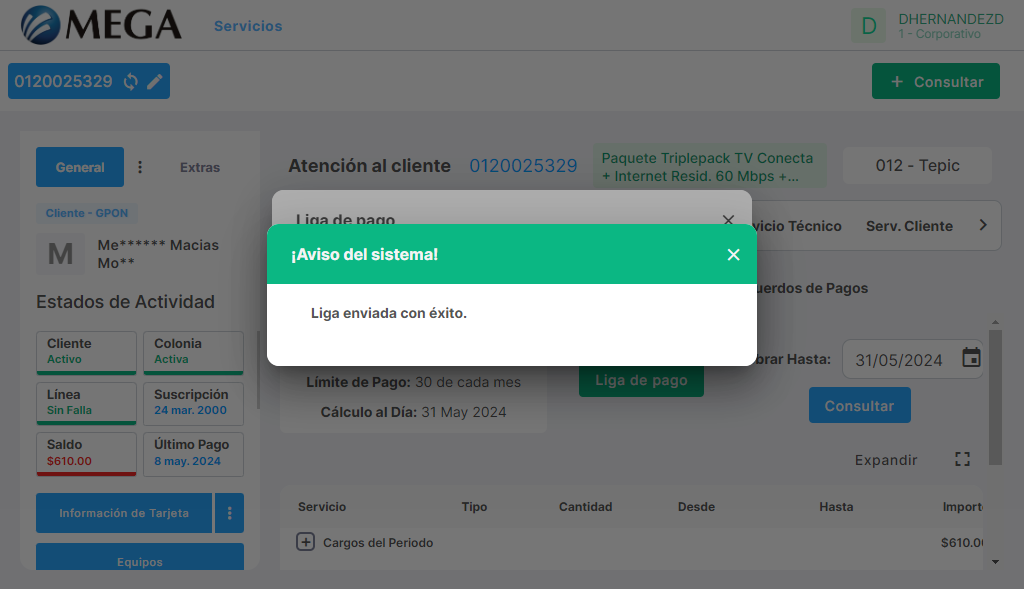 MEGA
Servicios
D
DHERNANDEZD
1 - Corporativo
0120025329
+ Consultar
General
Extras
Cliente - GPON
M
Me****** Macias
Mo**
Estados de Actividad
Cliente
Activo
Colonia
Activa
Línea
Sin Falla
Suscripción
24 mar. 2000
Saldo
$610.00
Último Pago
8 may. 2024
Información de Tarjeta
Equipos
Atención al cliente
0120025329
Paquete Triplepack TV Conecta
+ Internet Resid. 60 Mbps +...
012 - Tepic
Liga de pago
vicio Técnico
Serv. Cliente
¡Aviso del sistema!
Liga enviada con éxito.
uerdos de Pagos
orar Hasta:
31/05/2024
Límite de Pago: 30 de cada mes
Liga de pago
Cálculo al Día: 31 May 2024
Consultar
Expandir
Servicio
Tipo
Cantidad
Desde
Hasta
Import
Cargos del Periodo
$610.0